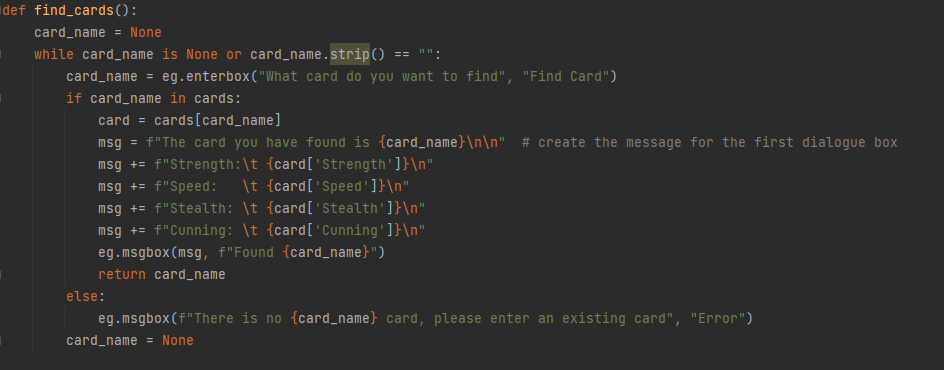 def find_cards():
    card_name = None
    while card_name is None or card_name.strip() == "":
        card_name = eg.enterbox("What card do you want to find", "Find Card")
        if card_name in cards:
            card = cards[card_name]
            msg = f"The card you have found is {card_name}\n\n"  # create the message for the first dialogue box
            msg += f"Strength:\t {card['Strength']}\n"
            msg += f"Speed:   \t {card['Speed']}\n"
            msg += f"Stealth: \t {card['Stealth']}\n"
            msg += f"Cunning: \t {card['Cunning']}\n"
            eg.msgbox(msg, f"Found {card_name}")
            return card_name
        else:
            eg.msgbox(f"There is no {card_name} card, please enter an existing card", "Error")
        card_name = None